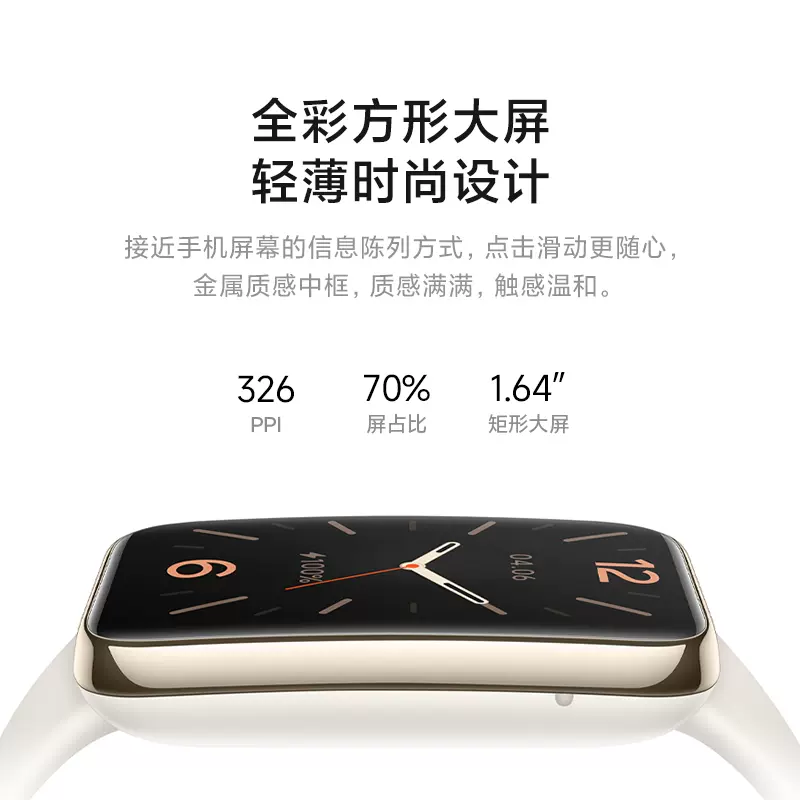 全彩方形大屏
轻薄时尚设计
接近手机屏幕的信息陈列方式，点击滑动更随心，
金属质感中框，质感满满，触感温和。
326 70% 1.64″
PPI 屏占比 矩形大屏
6 100% 04.06 12